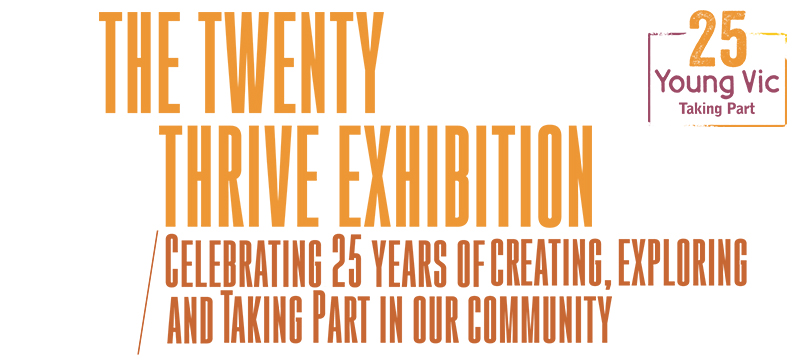 THE TWENTY
THRIVE EXHIBITION
CELEBRATING 25 YEARS OF CREATING, EXPLORING
AND TAKING PART IN OUR COMMUNITY
25
Young Vic
Taking Part